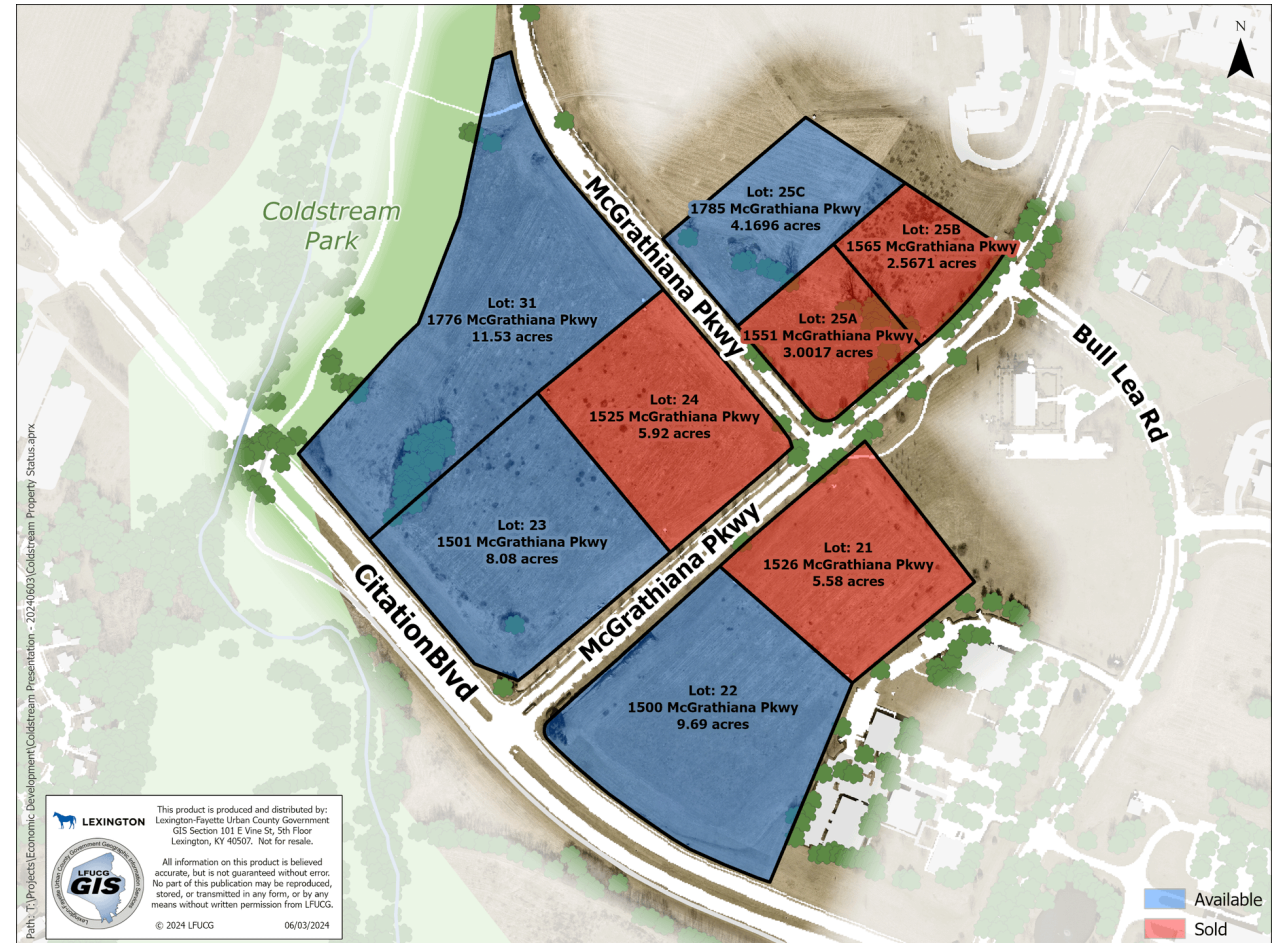 N
Coldstream
Park
McGrathiana Pkwy
Lot: 25C
1785 McGrathiana Pkwy
4.1696 acres
Lot: 25B
1565 McGrathiana Pkwy
2.5671 acres
Lot: 31
1776 McGrathiana Pkwy
11.53 acres
Lot: 25A
1551 McGrathiana Pkwy
3.0017 acres
Bull Lea Rd
Lot: 24
1525 McGrathiana Pkwy
5.92 acres
Lot: 23
1501 McGrathiana Pkwy
8.08 acres
McGrathiana Pkwy
Lot: 21
1526 McGrathiana Pkwy
5.58 acres
CitationBlvd
Lot: 22
1500 McGrathiana Pkwy
9.69 acres
Path: T:\Projects\Economic Development\Coldstream Presentation - 20240603\Coldstream Property Status.aprx
LEXINGTON
Lexington-Fayette Urban County Government Geographic Information Services
LFUCG
GIS
This product is produced and distributed by:
Lexington-Fayette Urban County Government
GIS Section 101 E Vine St, 5th Floor
Lexington, KY 40507. Not for resale.
All information on this product is believed
accurate, but is not guaranteed without error.
No part of this publication may be reproduced,
stored, or transmitted in any form, or by any
means without written permission from LFUCG.
© 2024 LFUCG 06/03/2024
Available
Sold